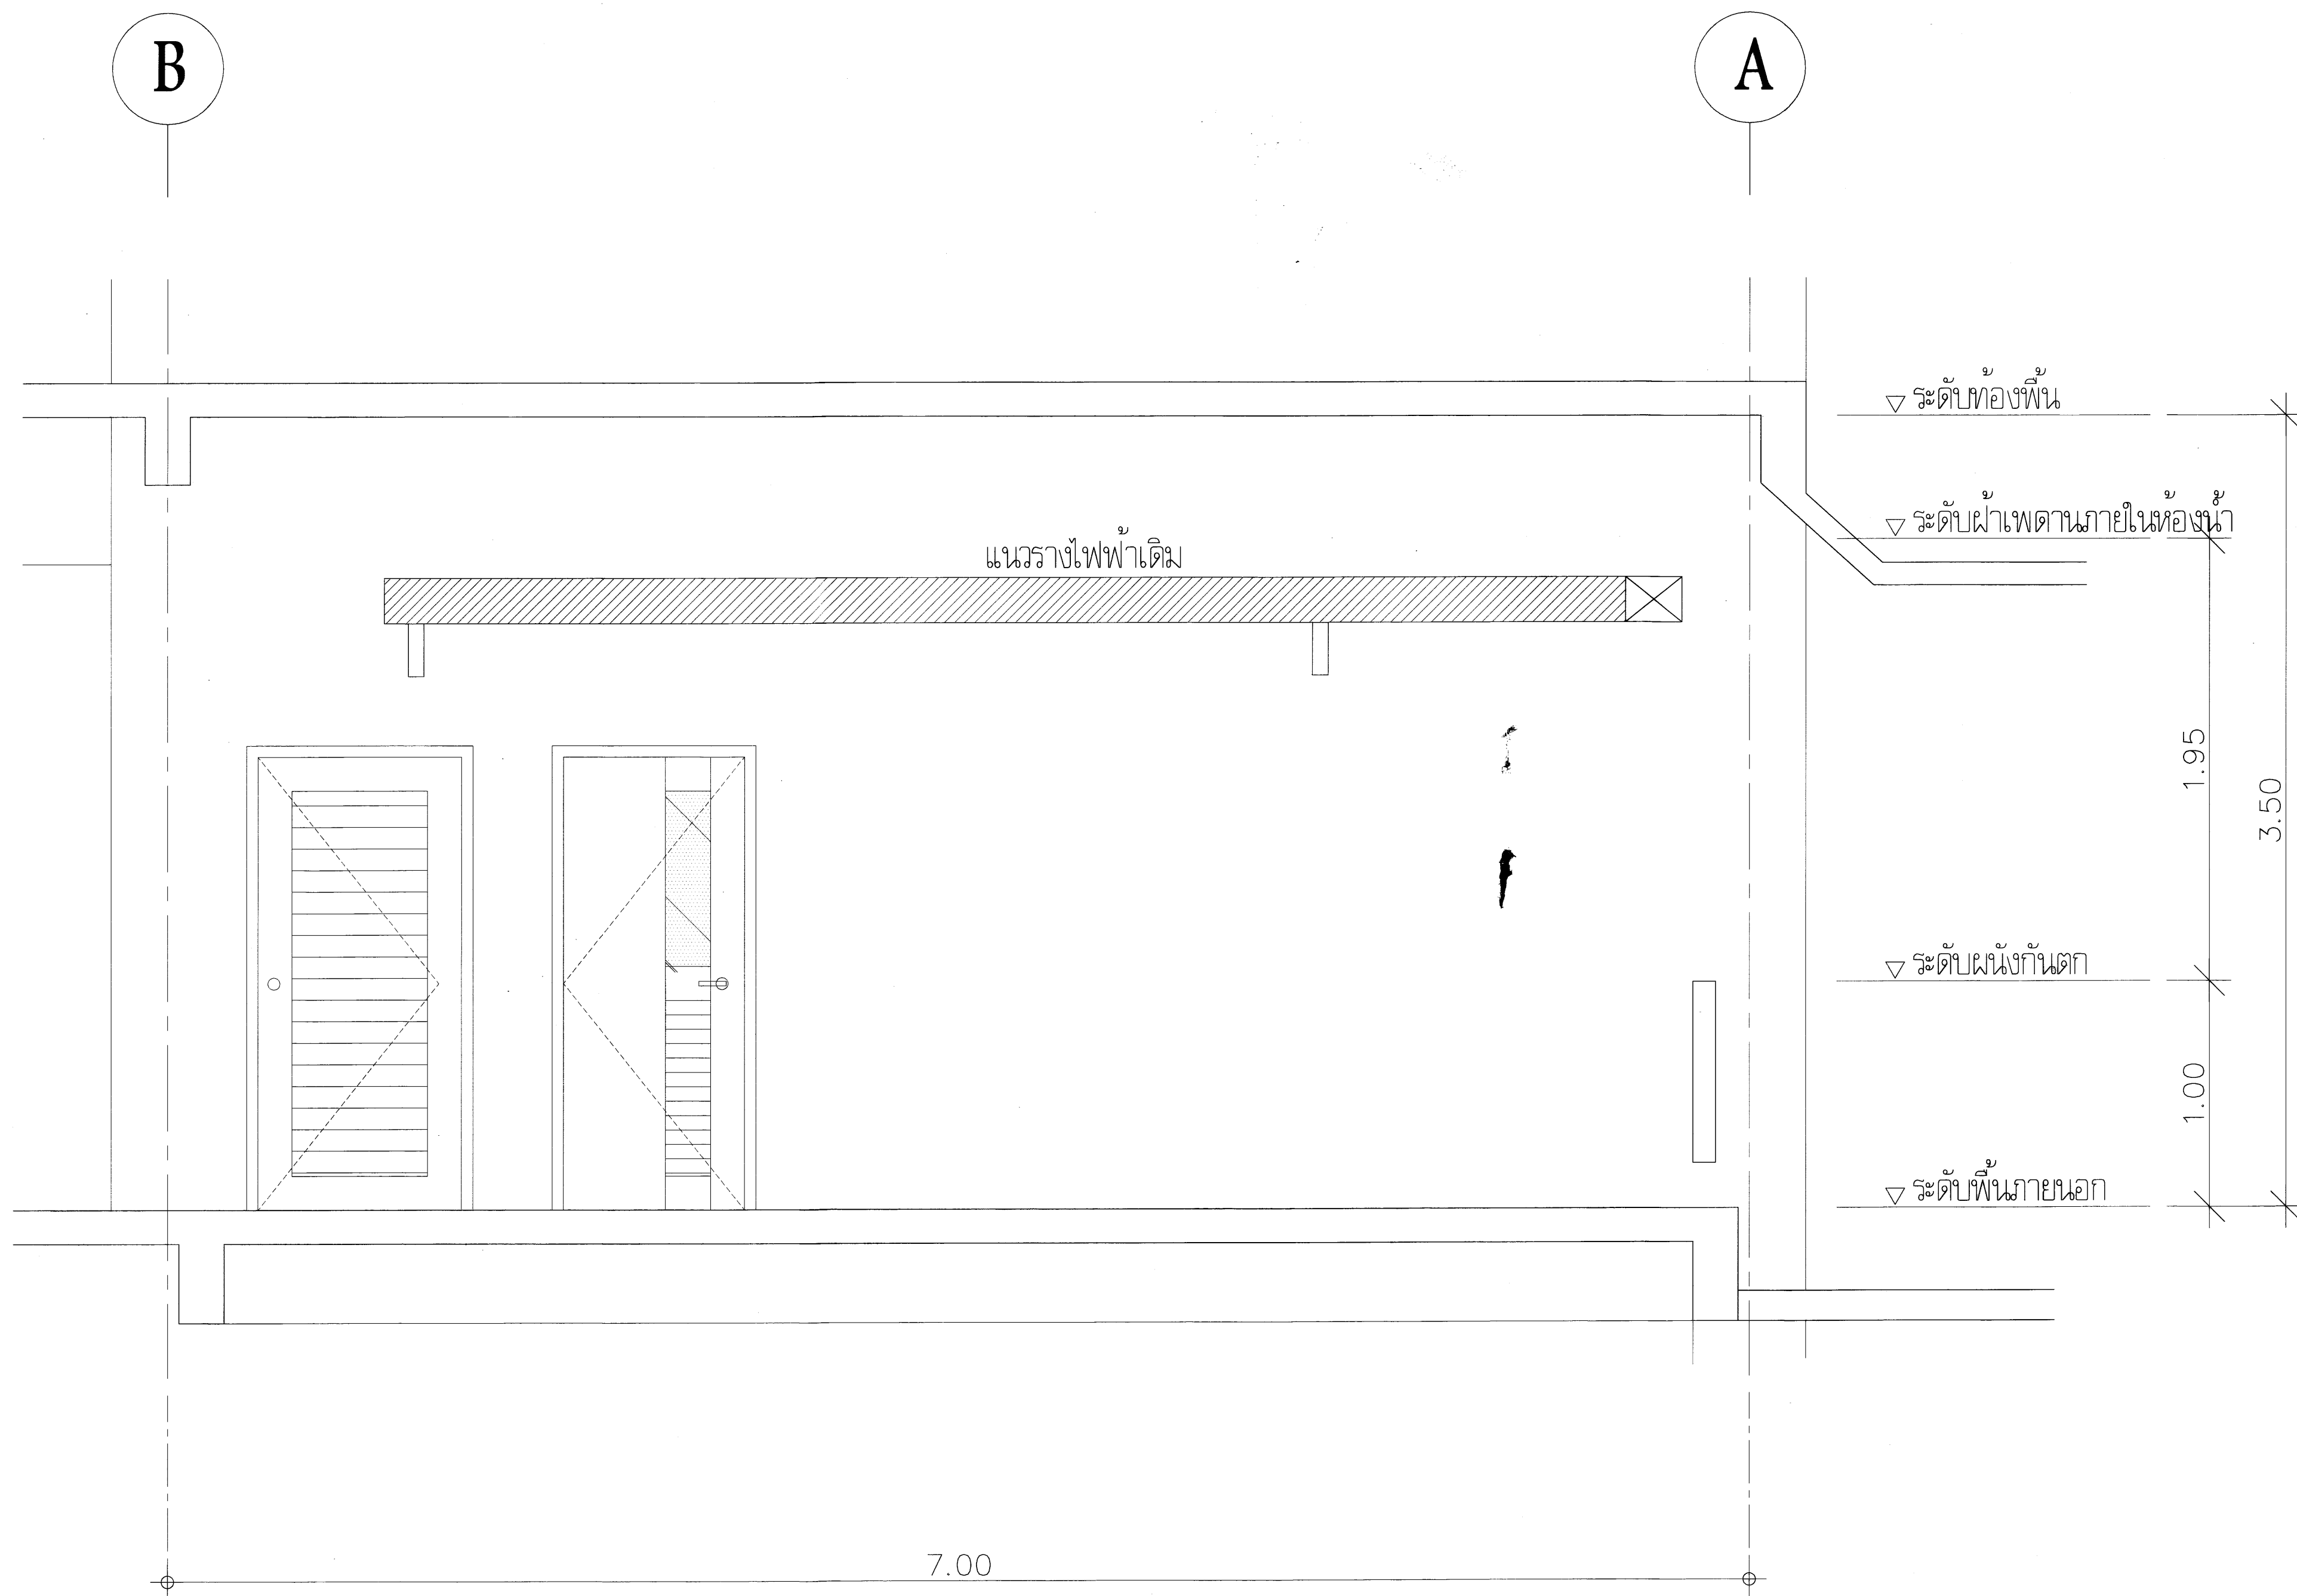 B
A
ระดับท้องพื้น
ระดับฝ้าเพดานภายในห้องน้ำ
แนวรางไฟฟ้าเดิม
1.95
3.50
ระดับผนังกันตก
1.00
ระดับพื้นภายนอก
7.00